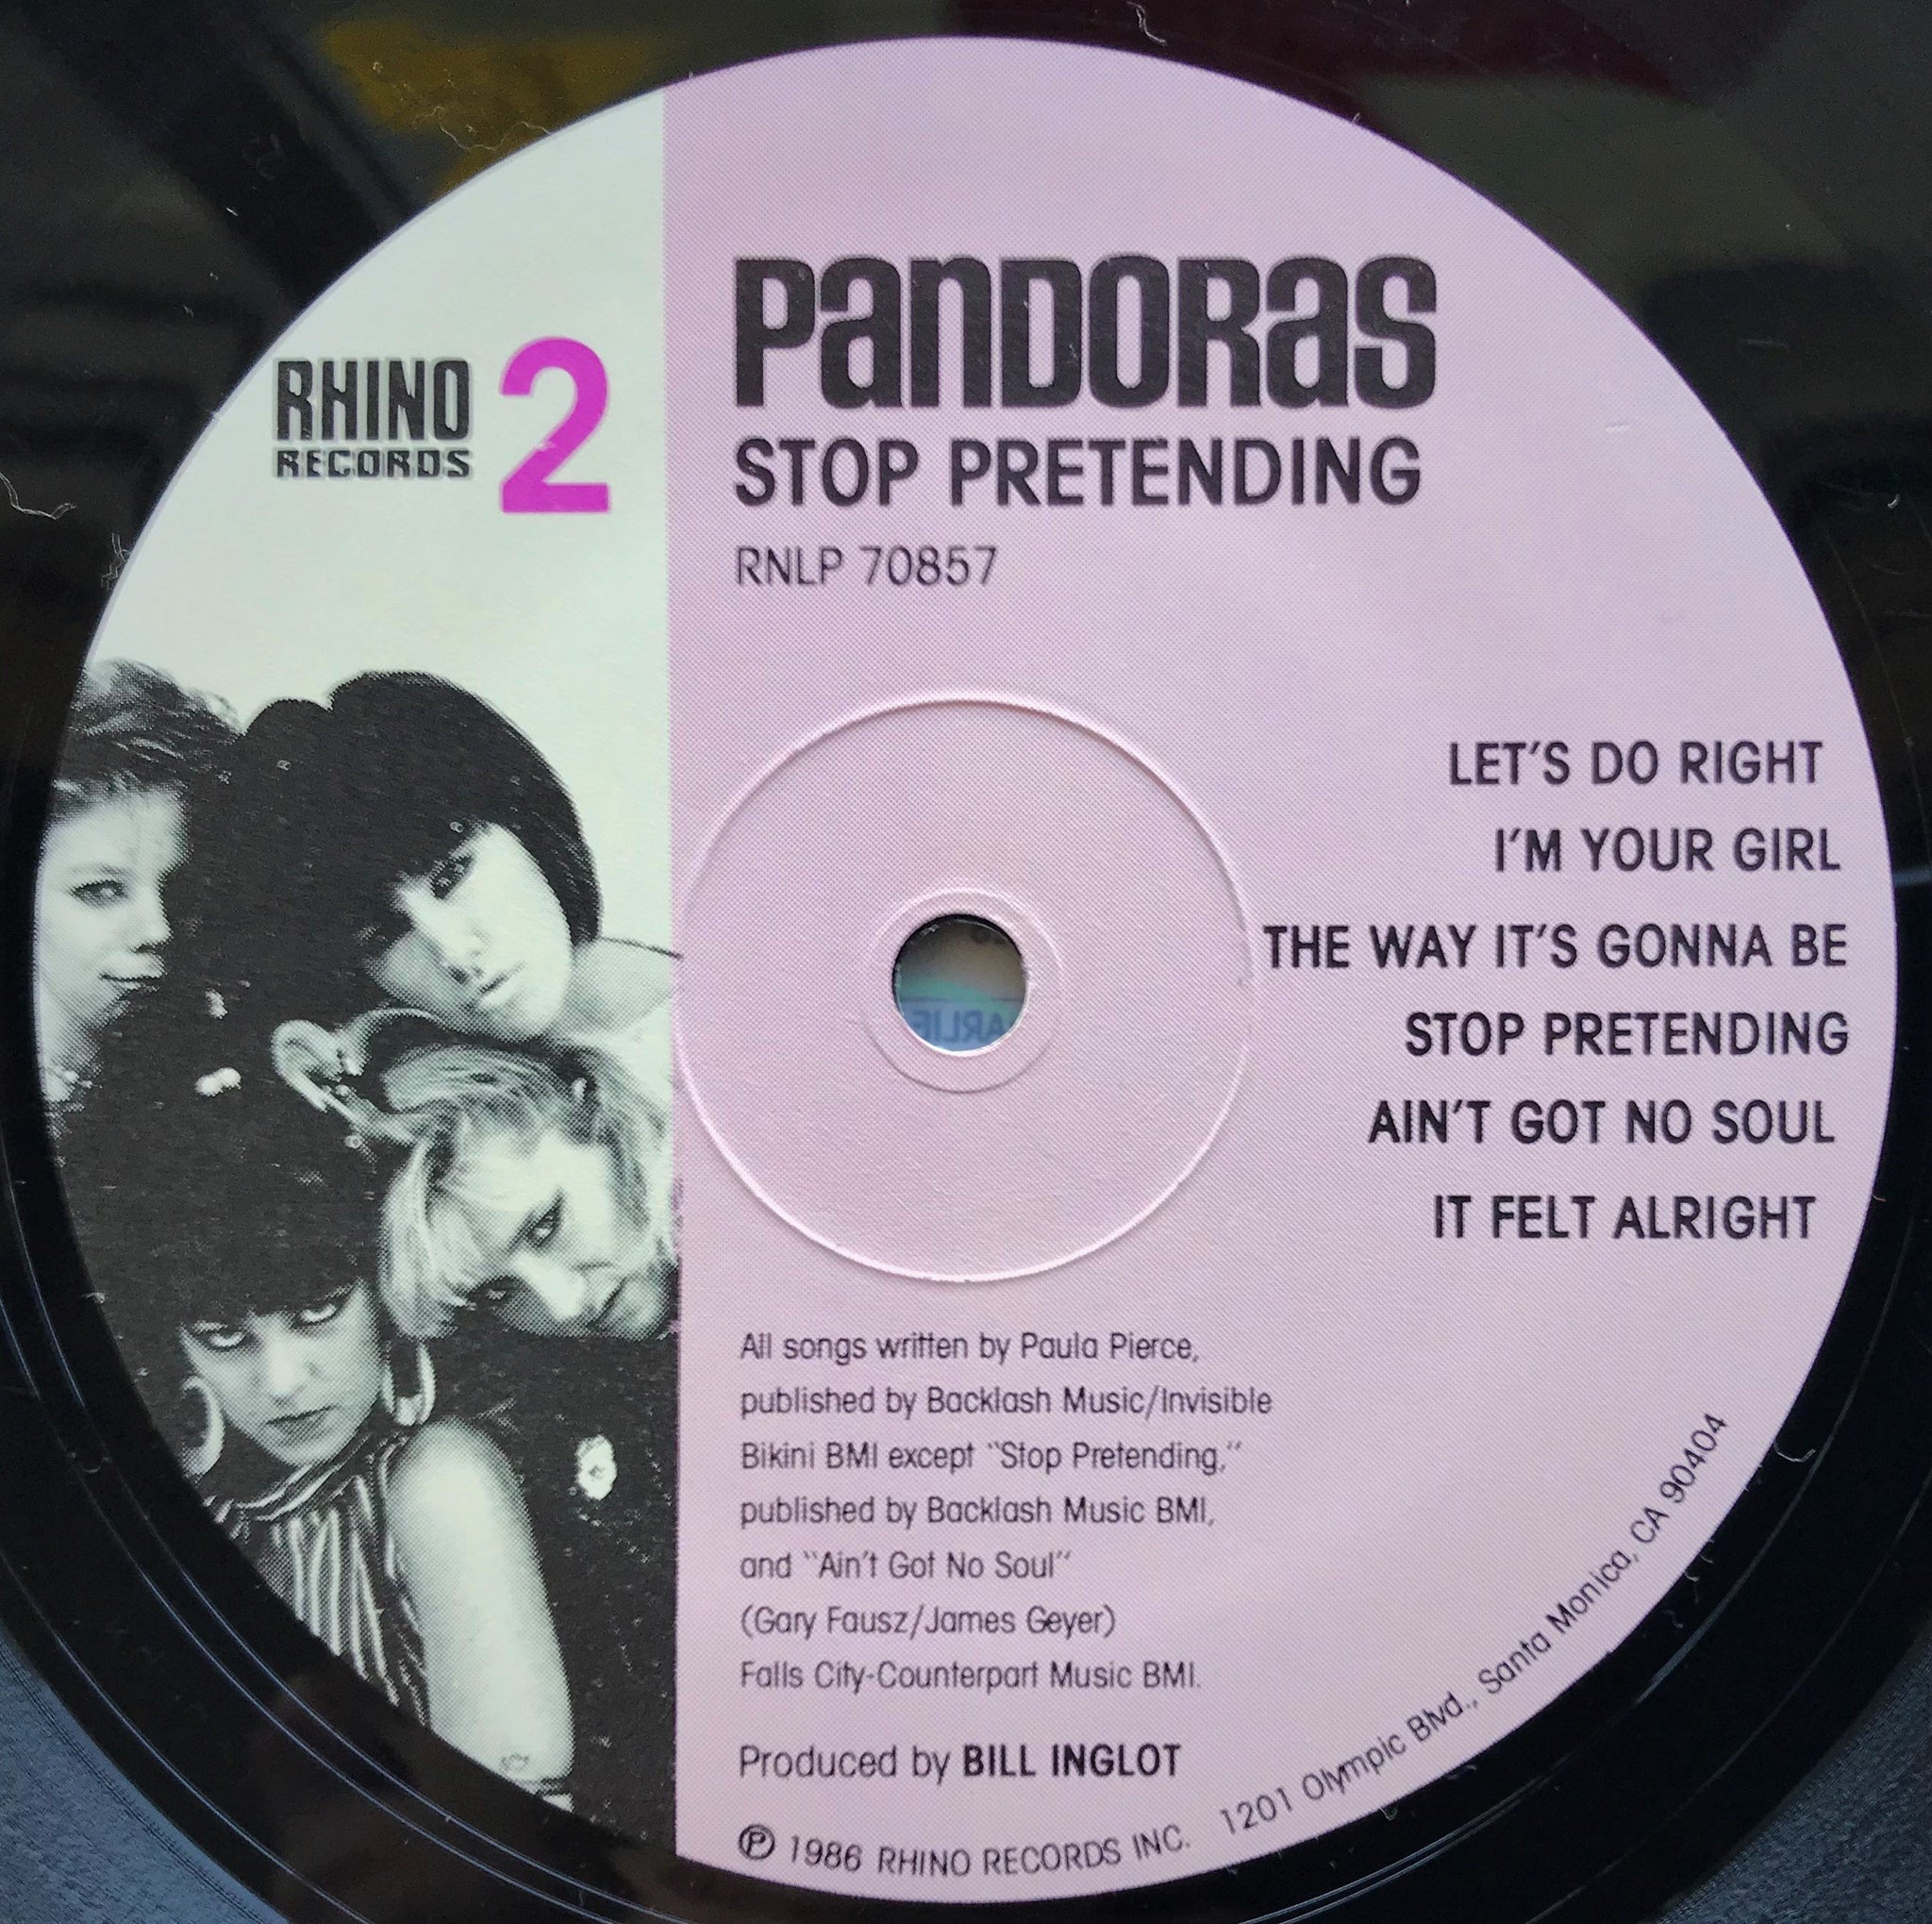 RHINO
RECORDS
2
PANDORAS
STOP PRETENDING
RNLP 70857
LET'S DO RIGHT
I'M YOUR GIRL
THE WAY IT'S GONNA BE
STOP PRETENDING
AIN'T GOT NO SOUL
IT FELT ALRIGHT
All songs written by Paula Pierce,
published by Backlash Music/Invisible
Bikini BMI except "Stop Pretending,"
published by Backlash Music BMI,
and "Ain't Got No Soul"
(Gary Fausz/James Geyer)
Falls City-Counterpart Music BMI.
Produced by BILL INGLOT
℗ 1986 RHINO RECORDS INC. 1201 Olympic Blvd., Santa Monica, CA 90404